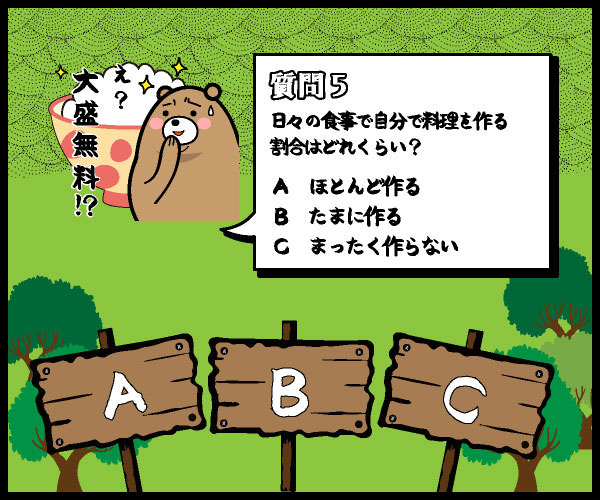 え？
大盛無料!?
質問5
日々の食事で自分で料理を作る
割合はどれくらい？
A ほとんど作る
B たまに作る
C まったく作らない
A
B
C